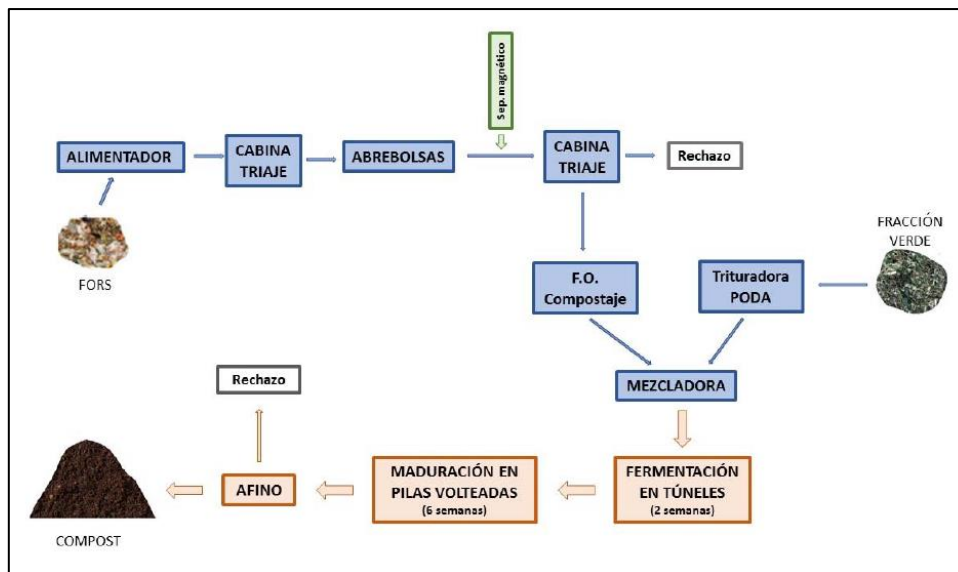 Sep. magnético
ALIMENTADOR
CABINA
TRIAJE
ABREBOLSAS
CABINA
TRIAJE
Rechazo
FORS
FRACCIÓN
VERDE
F.O.
Compostaje
Trituradora
PODA
MEZCLADORA
Rechazo
COMPOST
AFINO
MADURACIÓN EN
PILAS VOLTEADAS
(6 semanas)
FERMENTACIÓN
EN TÚNELES
(2 semanas)